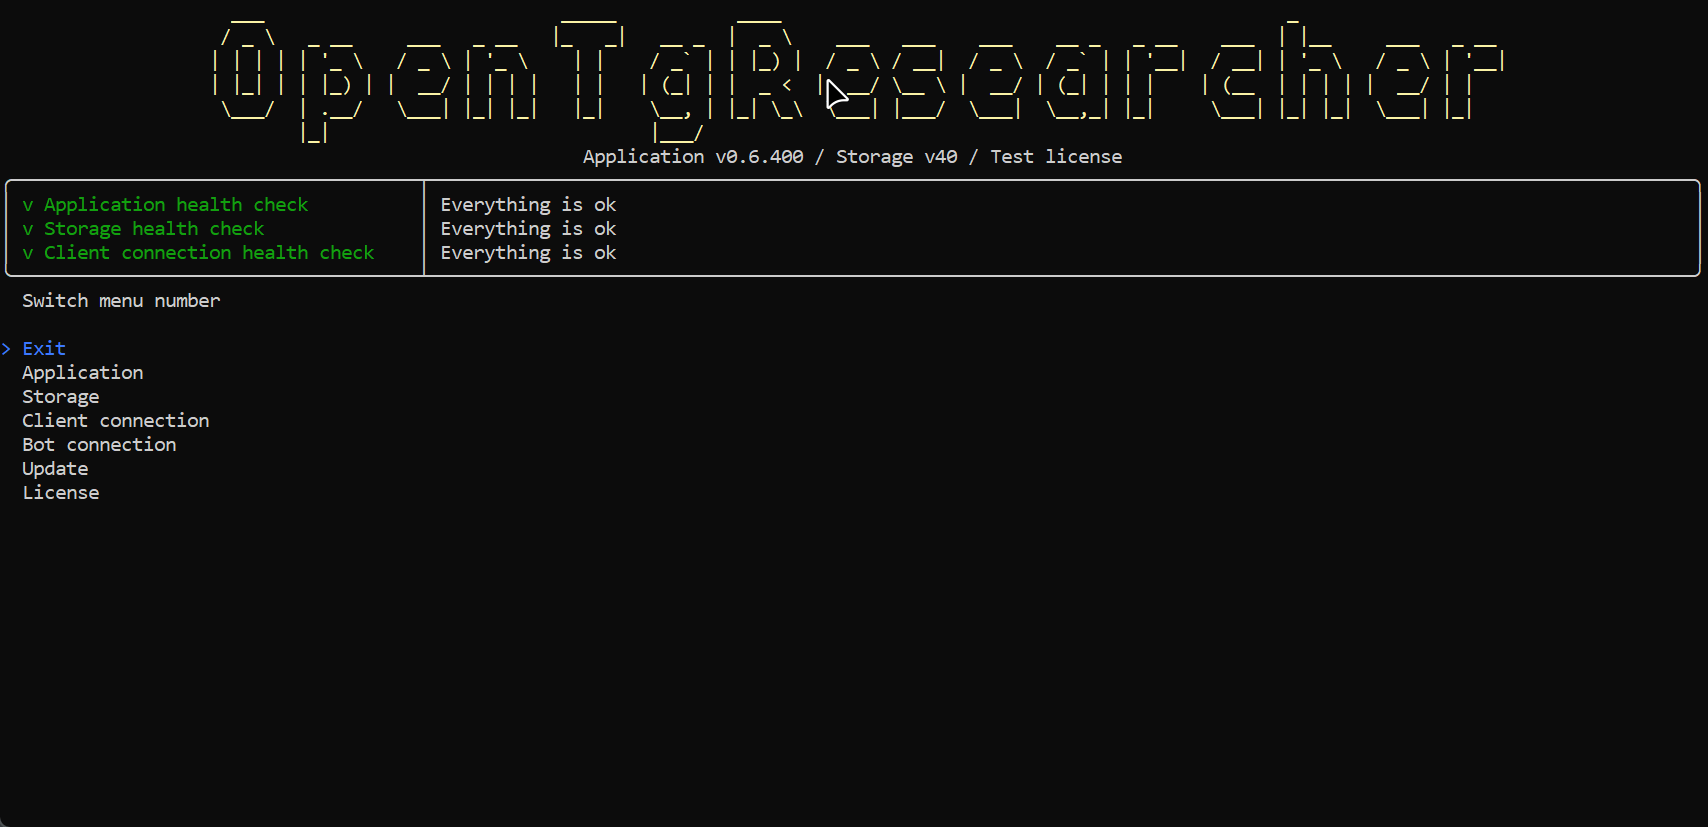 OpenTgResearcher
Application v0.6.400 / Storage v40 / Test license
v Application health check Everything is ok
v Storage health check Everything is ok
v Client connection health check Everything is ok
Switch menu number
> Exit
Application
Storage
Client connection
Bot connection
Update
License